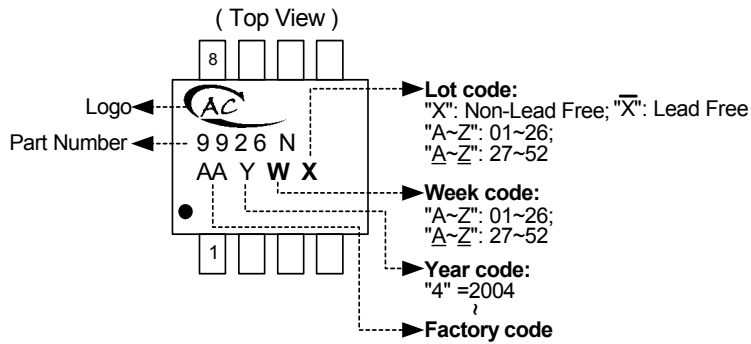 ( Top View )
8
Logo
AC
Part Number
9926 N
AA Y W X
1
Lot code:
"X": Non-Lead Free; "X̅": Lead Free
"A~Z": 01~26;
"A̲~Z̲": 27~52
Week code:
"A~Z": 01~26;
"A̲~Z̲": 27~52
Year code:
"4" =2004
~
Factory code